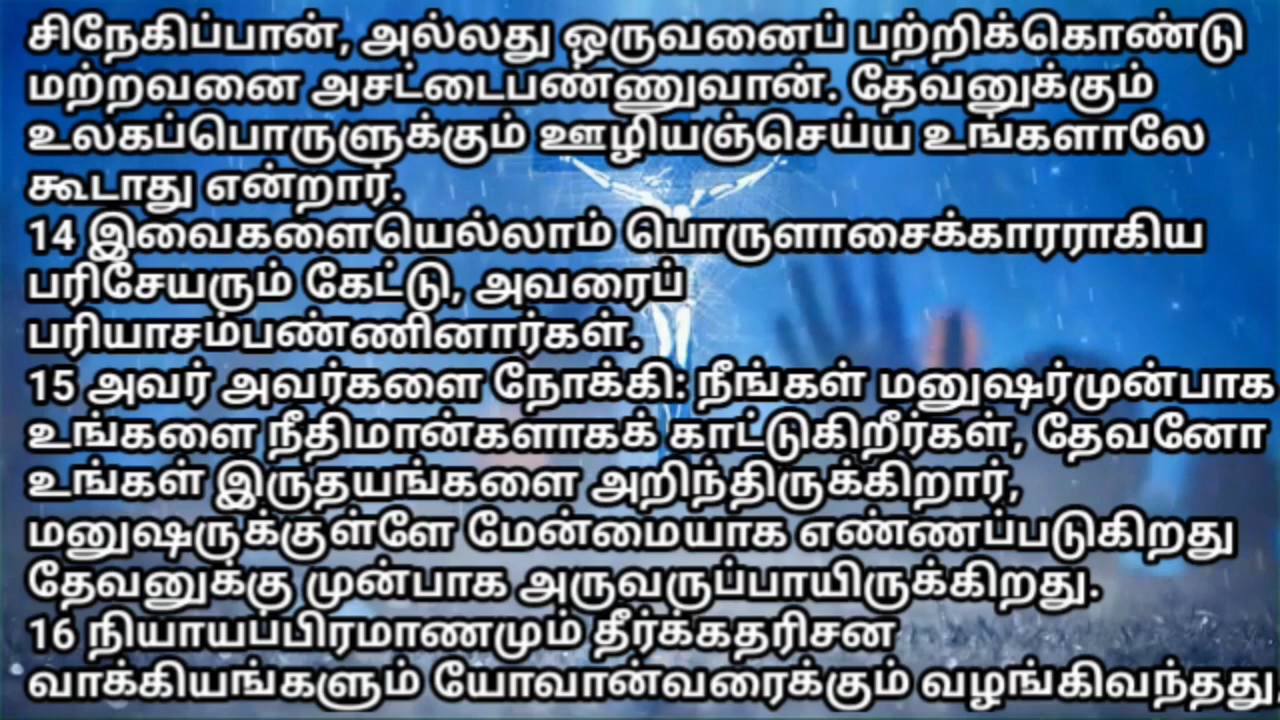 சிநேகிப்பான், அல்லது ஒருவனைப் பற்றிக்கொண்டு
மற்றவனை அசட்டைபண்ணுவான். தேவனுக்கும்
உலகப்பொருளுக்கும் ஊழியஞ்செய்ய உங்களாலே
கூடாது என்றார்.
14 இவைகளையெல்லாம் பொருளாசைக்காரராகிய
பரிசேயரும் கேட்டு, அவரைப்
பரியாசம்பண்ணினார்கள்.
15 அவர் அவர்களை நோக்கி: நீங்கள் மனுஷர்முன்பாக
உங்களை நீதிமான்களாகக் காட்டுகிறீர்கள், தேவனோ
உங்கள் இருதயங்களை அறிந்திருக்கிறார்,
மனுஷருக்குள்ளே மேன்மையாக எண்ணப்படுகிறது
தேவனுக்கு முன்பாக அருவருப்பாயிருக்கிறது.
16 நியாயப்பிரமாணமும் தீர்க்கதரிசன
வாக்கியங்களும் யோவான்வரைக்கும் வழங்கிவந்தது.